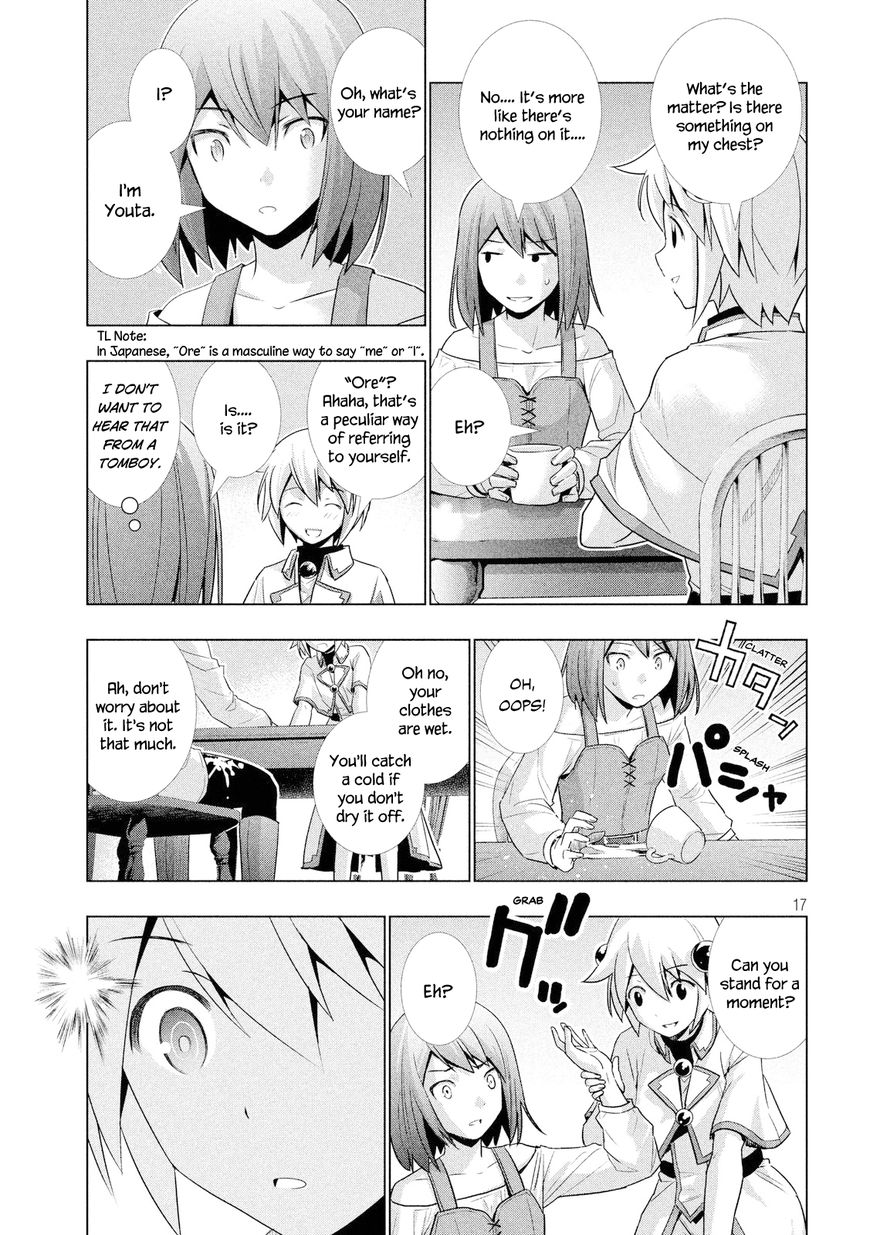 What's the
matter? Is there
something on
my chest?
No.... It's more
like there's
nothing on it....
Eh?
Oh, what's
your name?
I?
I'm
Youta.
TL Note:
In Japanese, "Ore" is a masculine way to say "me" or "I".
"Ore"?
Ahaha, that's
a peculiar way
of referring
to yourself.
Is....
is it?
I DON'T
WANT TO
HEAR THAT
FROM A
TOMBOY.
CLATTER
カタン
OH,
OOPS!
SPLASH
パシャ
Oh no,
your
clothes
are wet.
You'll catch
a cold if
you don't
dry it off.
Ah, don't
worry about
it. It's not
that much.
17
Can you
stand for a
moment?
GRAB
グッ
Eh?